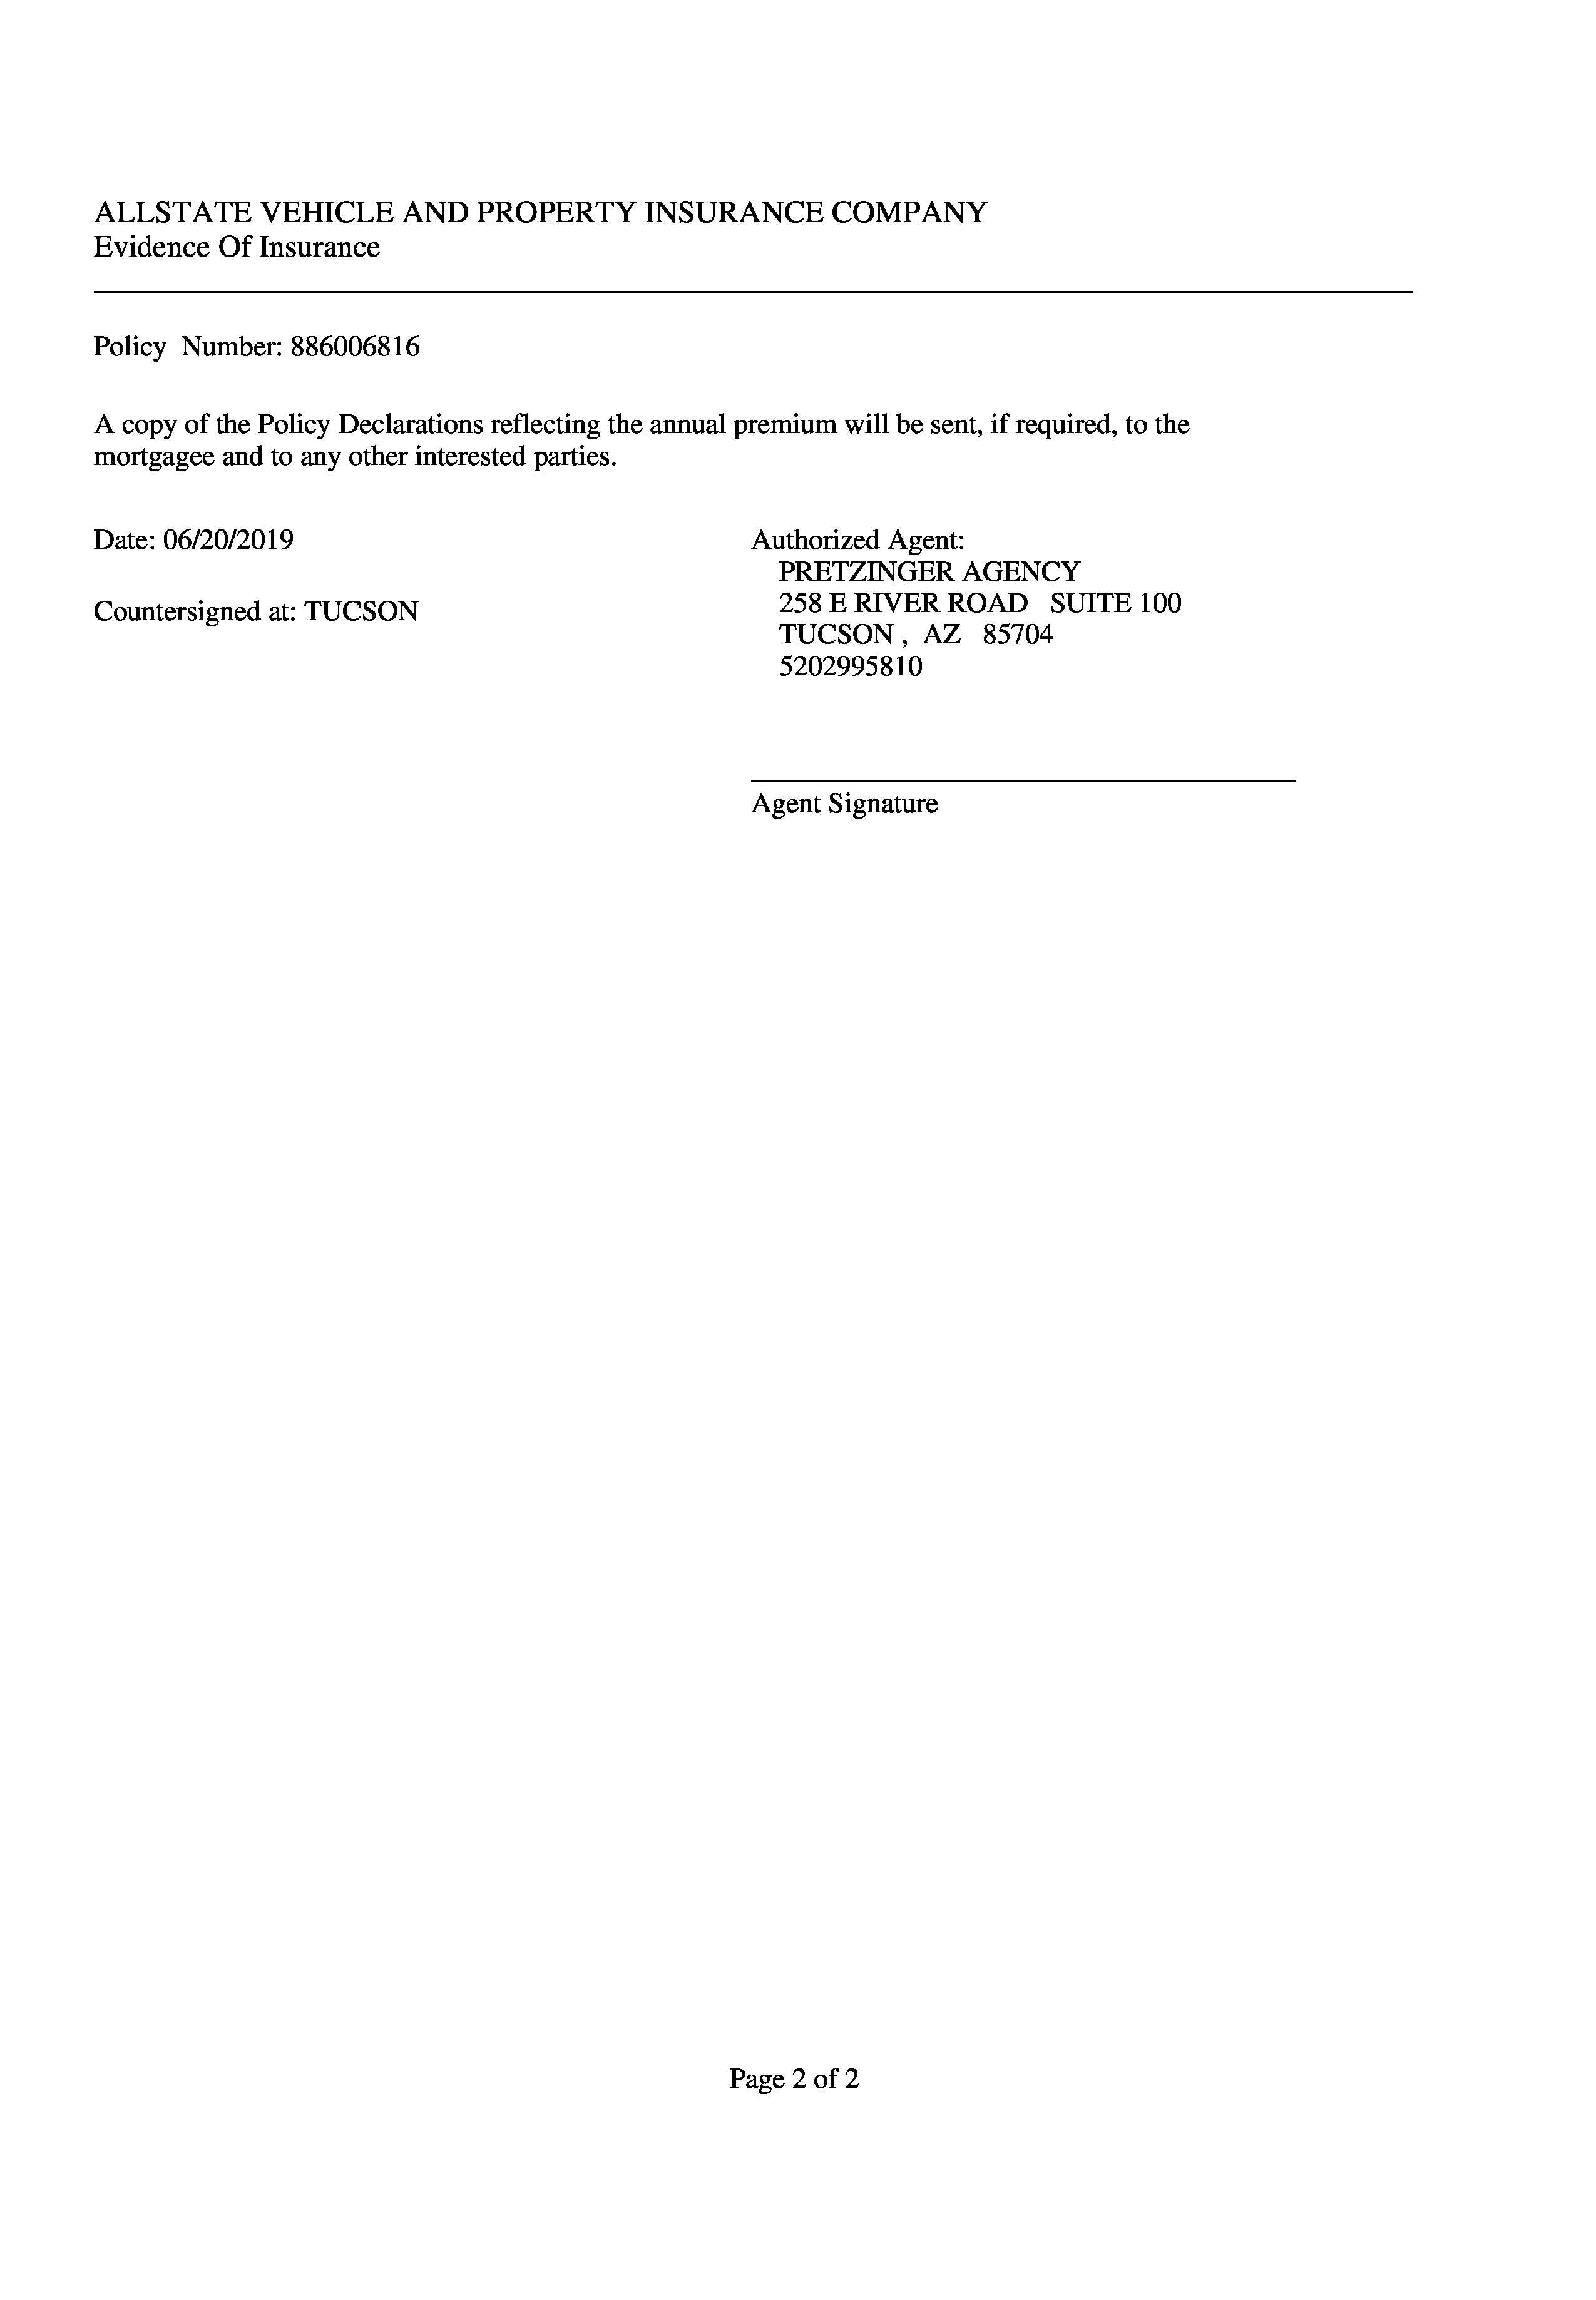 ALLSTATE VEHICLE AND PROPERTY INSURANCE COMPANY
Evidence Of Insurance
Policy Number: 886006816
A copy of the Policy Declarations reflecting the annual premium will be sent, if required, to the
mortgagee and to any other interested parties.
Date: 06/20/2019
Countersigned at: TUCSON
Authorized Agent:
PRETZINGER AGENCY
258 E RIVER ROAD SUITE 100
TUCSON , AZ 85704
5202995810
Agent Signature
Page 2 of 2